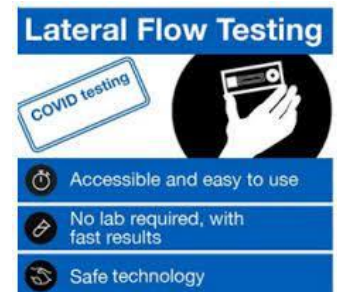 Lateral Flow Testing
COVID testing
Accessible and easy to use
No lab required, with
fast results
Safe technology